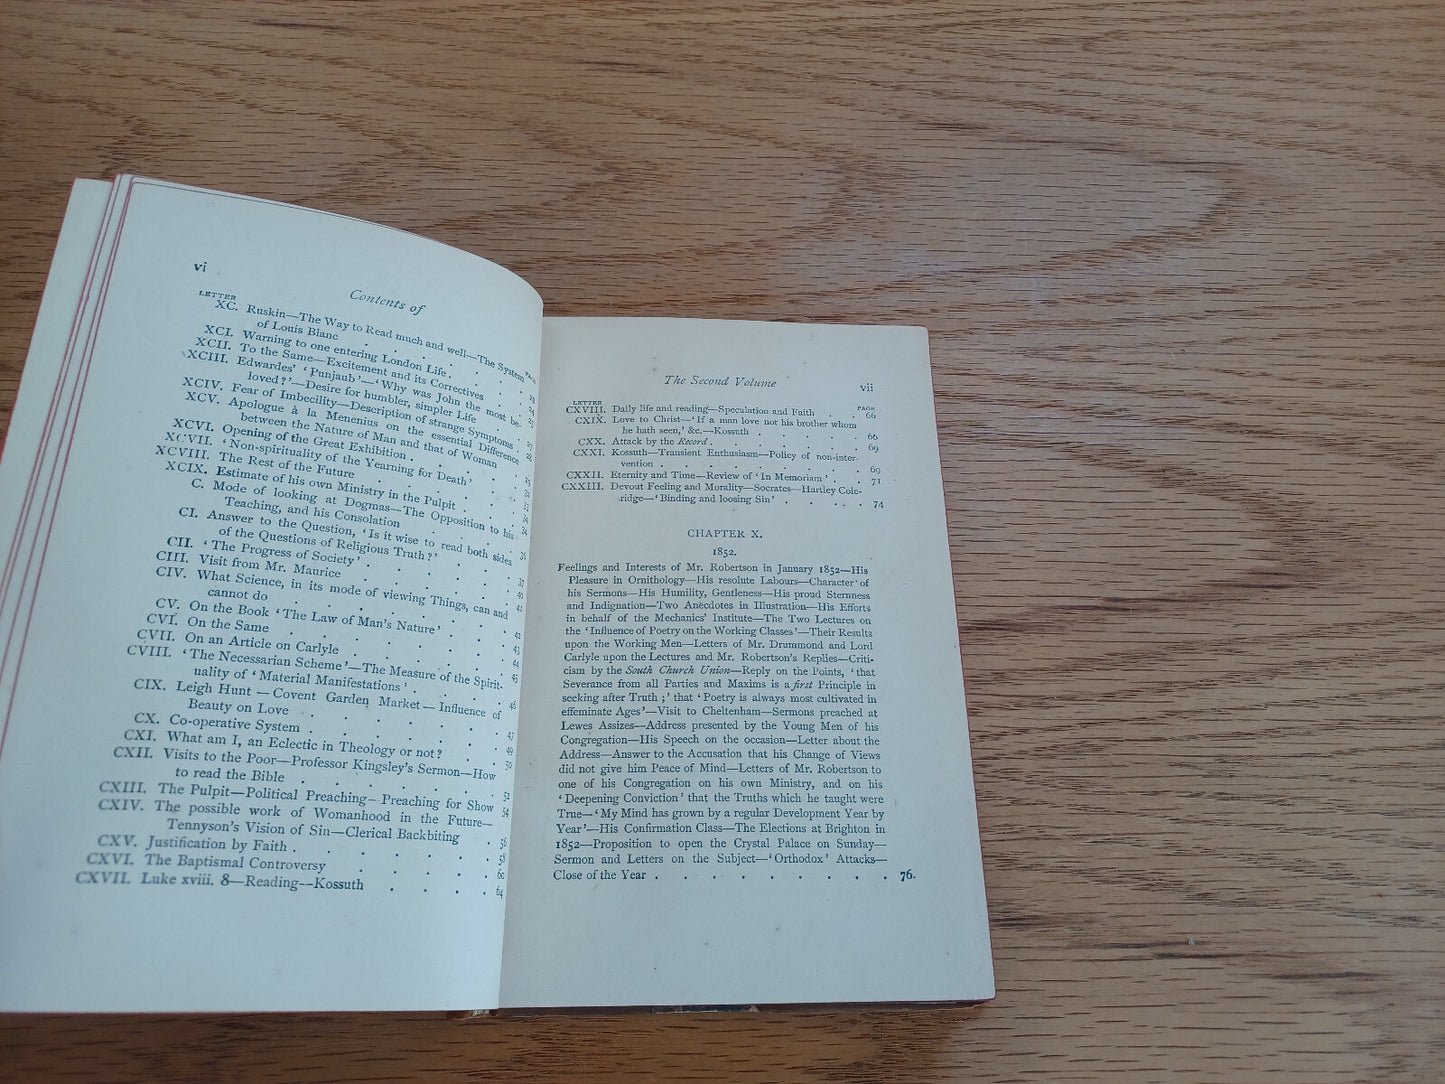 vi
Contents of
LETTER
PAGE
XC. Ruskin—The Way to Read much and well—The System
of Louis Blanc . . . . . . 22
XCI. Warning to one entering London Life . . . . 24
XCII. To the Same—Excitement and its Correctives . . 25
XCIII. Edwardes' 'Punjaub'—'Why was John the most be-
loved?'—Desire for humbler, simpler Life . .
XCIV. Fear of Imbecility—Description of strange Symptoms . 28
XCV. Apologue à la Menenius on the essential Difference
between the Nature of Man and that of Woman
XCVI. Opening of the Great Exhibition . . . .
XCVII. 'Non-spirituality of the Yearning for Death' . .
XCVIII. The Rest of the Future . . . .
XCIX. Estimate of his own Ministry in the Pulpit . . .
C. Mode of looking at Dogmas—The Opposition to his
Teaching, and his Consolation . . . .
CI. Answer to the Question, 'Is it wise to read both sides
of the Questions of Religious Truth?' . . .
CII. 'The Progress of Society' . . . . . 37
CIII. Visit from Mr. Maurice . . . . . 40
CIV. What Science, in its mode of viewing Things, can and
cannot do . . . . . . 41
CV. On the Book 'The Law of Man's Nature' . . . 42
CVI. On the Same . . . . . . 43
CVII. On an Article on Carlyle . . . . . 44
CVIII. 'The Necessarian Scheme'—The Measure of the Spirit-
uality of 'Material Manifestations' . . . . 45
CIX. Leigh Hunt—Covent Garden Market—Influence of
Beauty on Love . . . . . . 46
CX. Co-operative System . . . . . . 47
CXI. What am I, an Eclectic in Theology or not? . . 49
CXII. Visits to the Poor—Professor Kingsley's Sermon—How 50
to read the Bible . . . . . . 52
CXIII. The Pulpit—Political Preaching—Preaching for Show 54
CXIV. The possible work of Womanhood in the Future—
Tennyson's Vision of Sin—Clerical Backbiting . 56
CXV. Justification by Faith . . . . . . 58
CXVI. The Baptismal Controversy . . . . 60
CXVII. Luke xviii. 8—Reading—Kossuth . . . . 64
The Second Volume
vii
LETTER
PAGE
CXVIII. Daily life and reading—Speculation and Faith . . 66
CXIX. Love to Christ—'If a man love not his brother whom
he hath seen,' &c.—Kossuth . . . . . 66
CXX. Attack by the Record . . . . . . 69
CXXI. Kossuth—Transient Enthusiasm—Policy of non-inter-
vention . . . . . . . . 69
CXXII. Eternity and Time—Review of 'In Memoriam' . . 71
CXXIII. Devout Feeling and Morality—Socrates—Hartley Cole-
ridge—'Binding and loosing Sin' . . . . 74
CHAPTER X.
1852.
Feelings and Interests of Mr. Robertson in January 1852—His
Pleasure in Ornithology—His resolute Labours—Character of
his Sermons—His Humility, Gentleness—His proud Sternness
and Indignation—Two Anecdotes in Illustration—His Efforts
in behalf of the Mechanics' Institute—The Two Lectures on
the 'Influence of Poetry on the Working Classes'—Their Results
upon the Working Men—Letters of Mr. Drummond and Lord
Carlyle upon the Lectures and Mr. Robertson's Replies—Criti-
cism by the South Church Union—Reply on the Points, 'that
Severance from all Parties and Maxims is a first Principle in
seeking after Truth;' that 'Poetry is always most cultivated in
effeminate Ages'—Visit to Cheltenham—Sermons preached at
Lewes Assizes—Address presented by the Young Men of his
Congregation—His Speech on the occasion—Letter about the
Address—Answer to the Accusation that his Change of Views
did not give him Peace of Mind—Letters of Mr. Robertson to
one of his Congregation on his own Ministry, and on his
'Deepening Conviction' that the Truths which he taught were
True—'My Mind has grown by a regular Development Year by
Year'—His Confirmation Class—The Elections at Brighton in
1852—Proposition to open the Crystal Palace on Sunday—
Sermon and Letters on the Subject—'Orthodox' Attacks—
Close of the Year . . . . . . . . 76